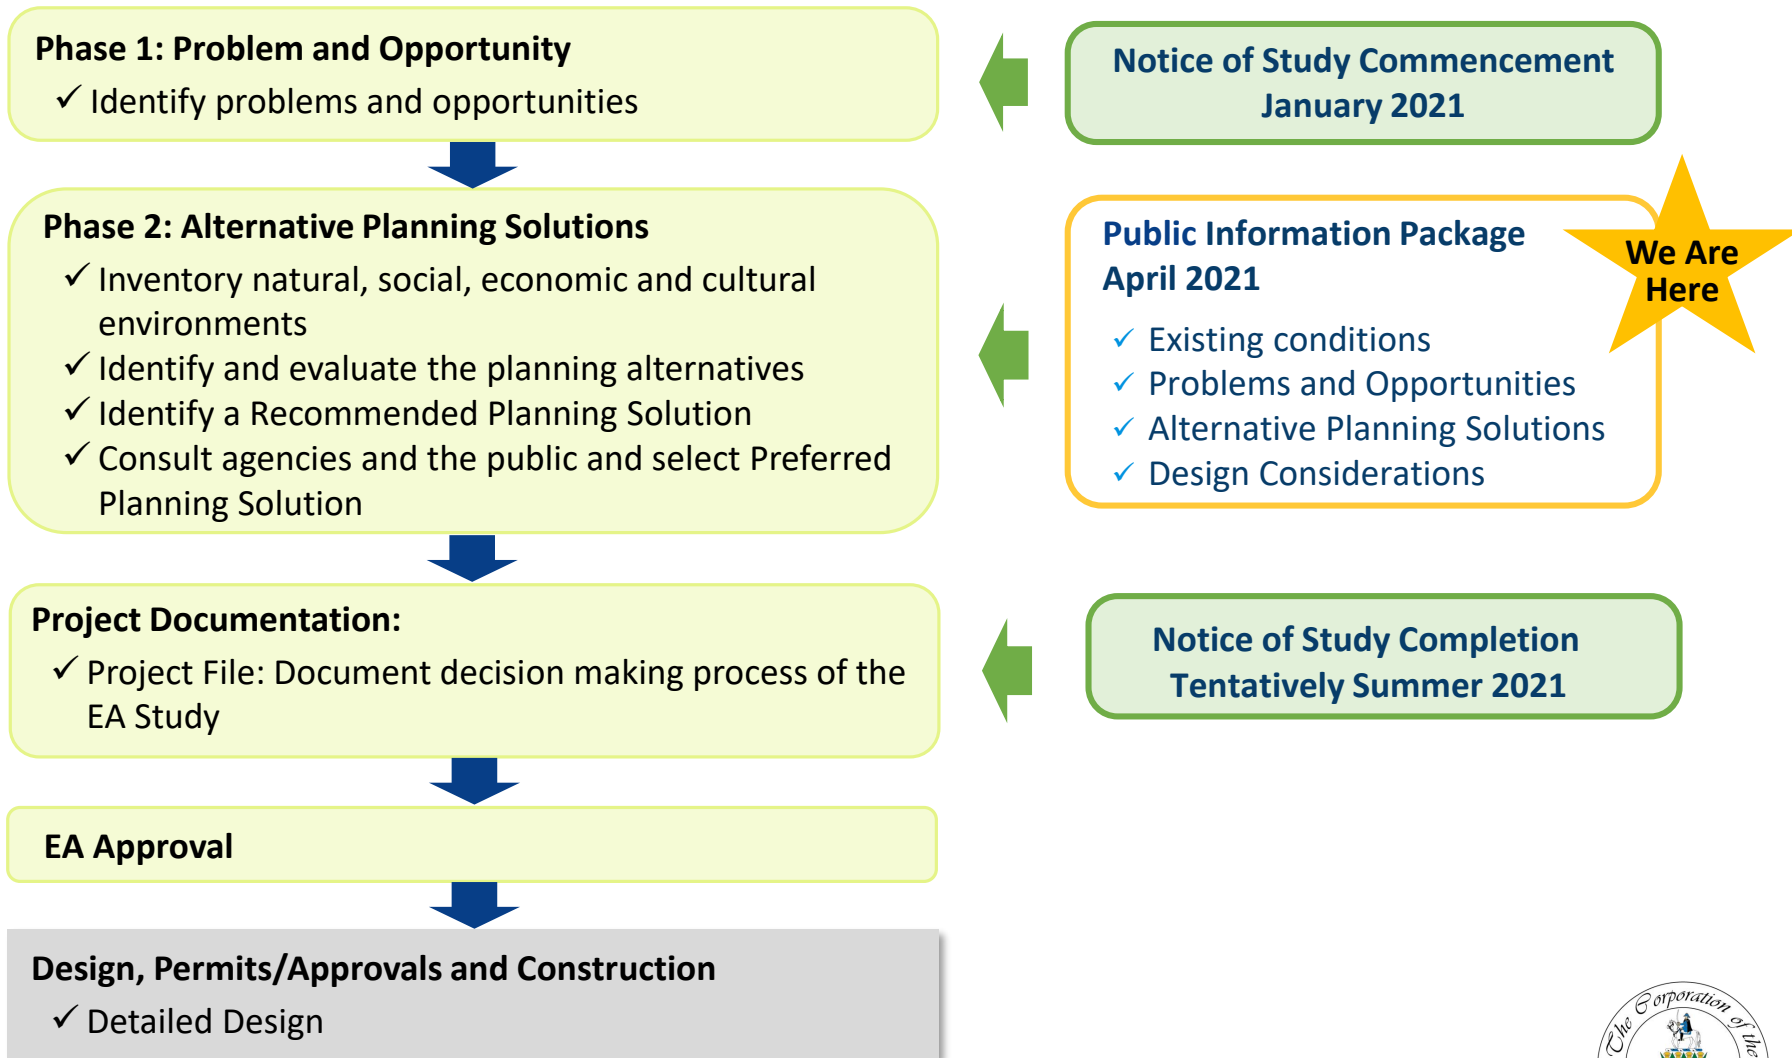 Phase 1: Problem and Opportunity
✓ Identify problems and opportunities
Notice of Study Commencement
January 2021
Phase 2: Alternative Planning Solutions
✓ Inventory natural, social, economic and cultural
environments
✓ Identify and evaluate the planning alternatives
✓ Identify a Recommended Planning Solution
✓ Consult agencies and the public and select Preferred
Planning Solution
Public Information Package
April 2021
✓ Existing conditions
✓ Problems and Opportunities
✓ Alternative Planning Solutions
✓ Design Considerations
We Are
Here
Project Documentation:
✓ Project File: Document decision making process of the
EA Study
Notice of Study Completion
Tentatively Summer 2021
EA Approval
Design, Permits/Approvals and Construction
✓ Detailed Design
The Corporation of the